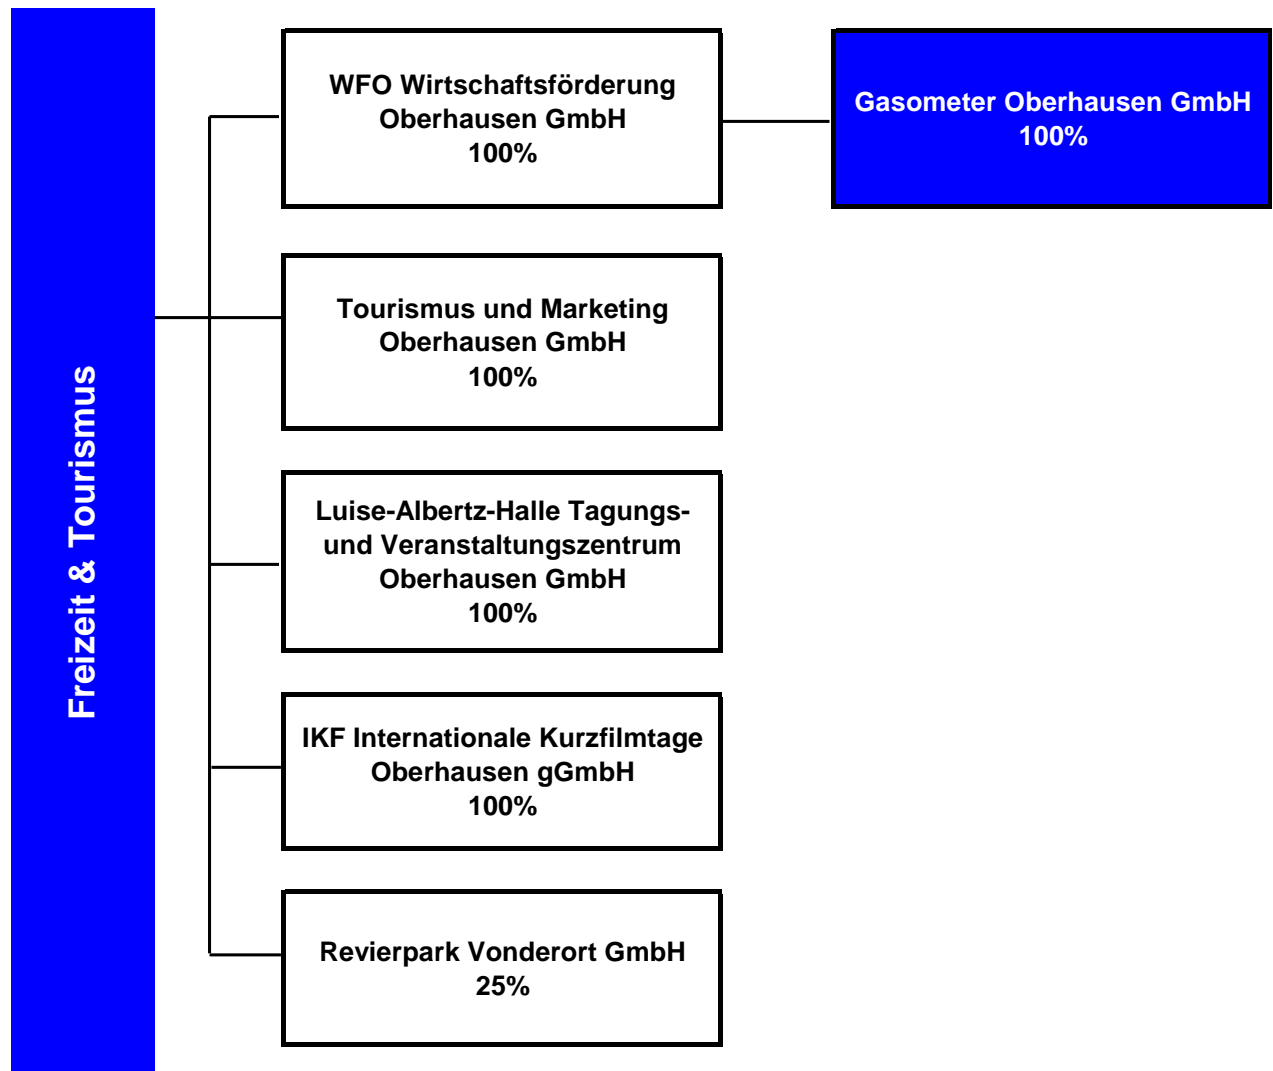 Freizeit & Tourismus
WFO Wirtschaftsförderung
Oberhausen GmbH
100%
Gasometer Oberhausen GmbH
100%
Tourismus und Marketing
Oberhausen GmbH
100%
Luise-Albertz-Halle Tagungs-
und Veranstaltungszentrum
Oberhausen GmbH
100%
IKF Internationale Kurzfilmtage
Oberhausen gGmbH
100%
Revierpark Vonderort GmbH
25%